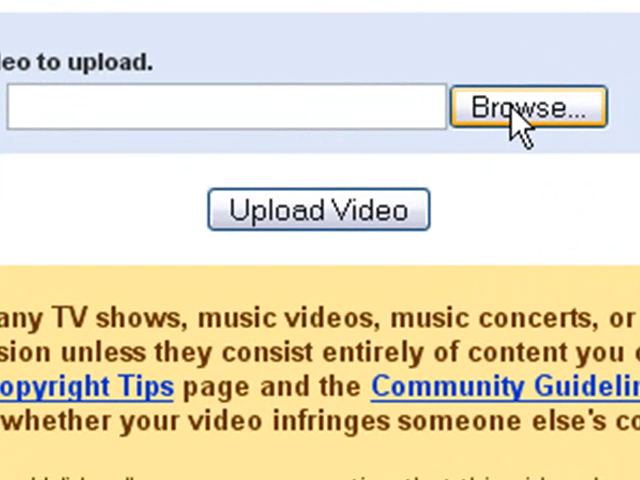 eo to upload.
Browse...
Upload Video
any TV shows, music videos, music concerts, or
sion unless they consist entirely of content you
opyright Tips page and the Community Guidelin
whether your video infringes someone else's co